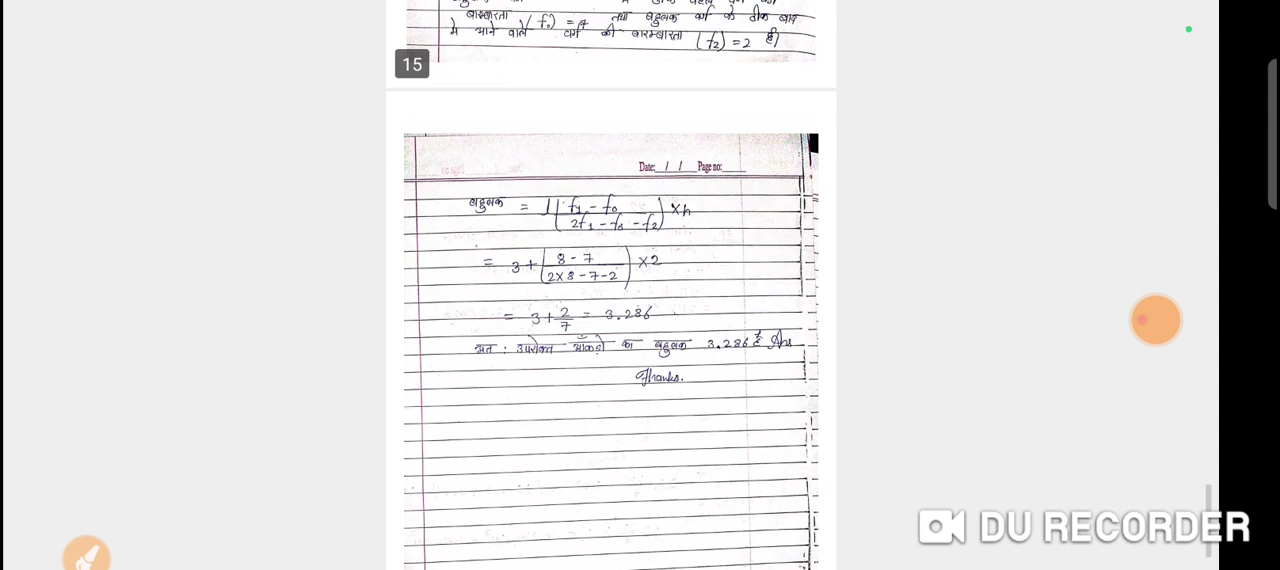 बारम्बारता (f₀) = 7 तथा बहुलक वर्ग के ठीक बाद
में आने वाले वर्ग की बारम्बारता (f₂) = 2 है।
15
Date: / / Page no:
बहुलक = l (f₁ - f₀ / 2f₁ - f₀ - f₂) × h
= 3 + (8 - 7 / 2×8 - 7 - 2) × 2
= 3 + 2/7 = 3.286
अत : उपरोक्त आँकड़ो का बहुलक 3.286 है Ans
Thanks.
DU RECORDER